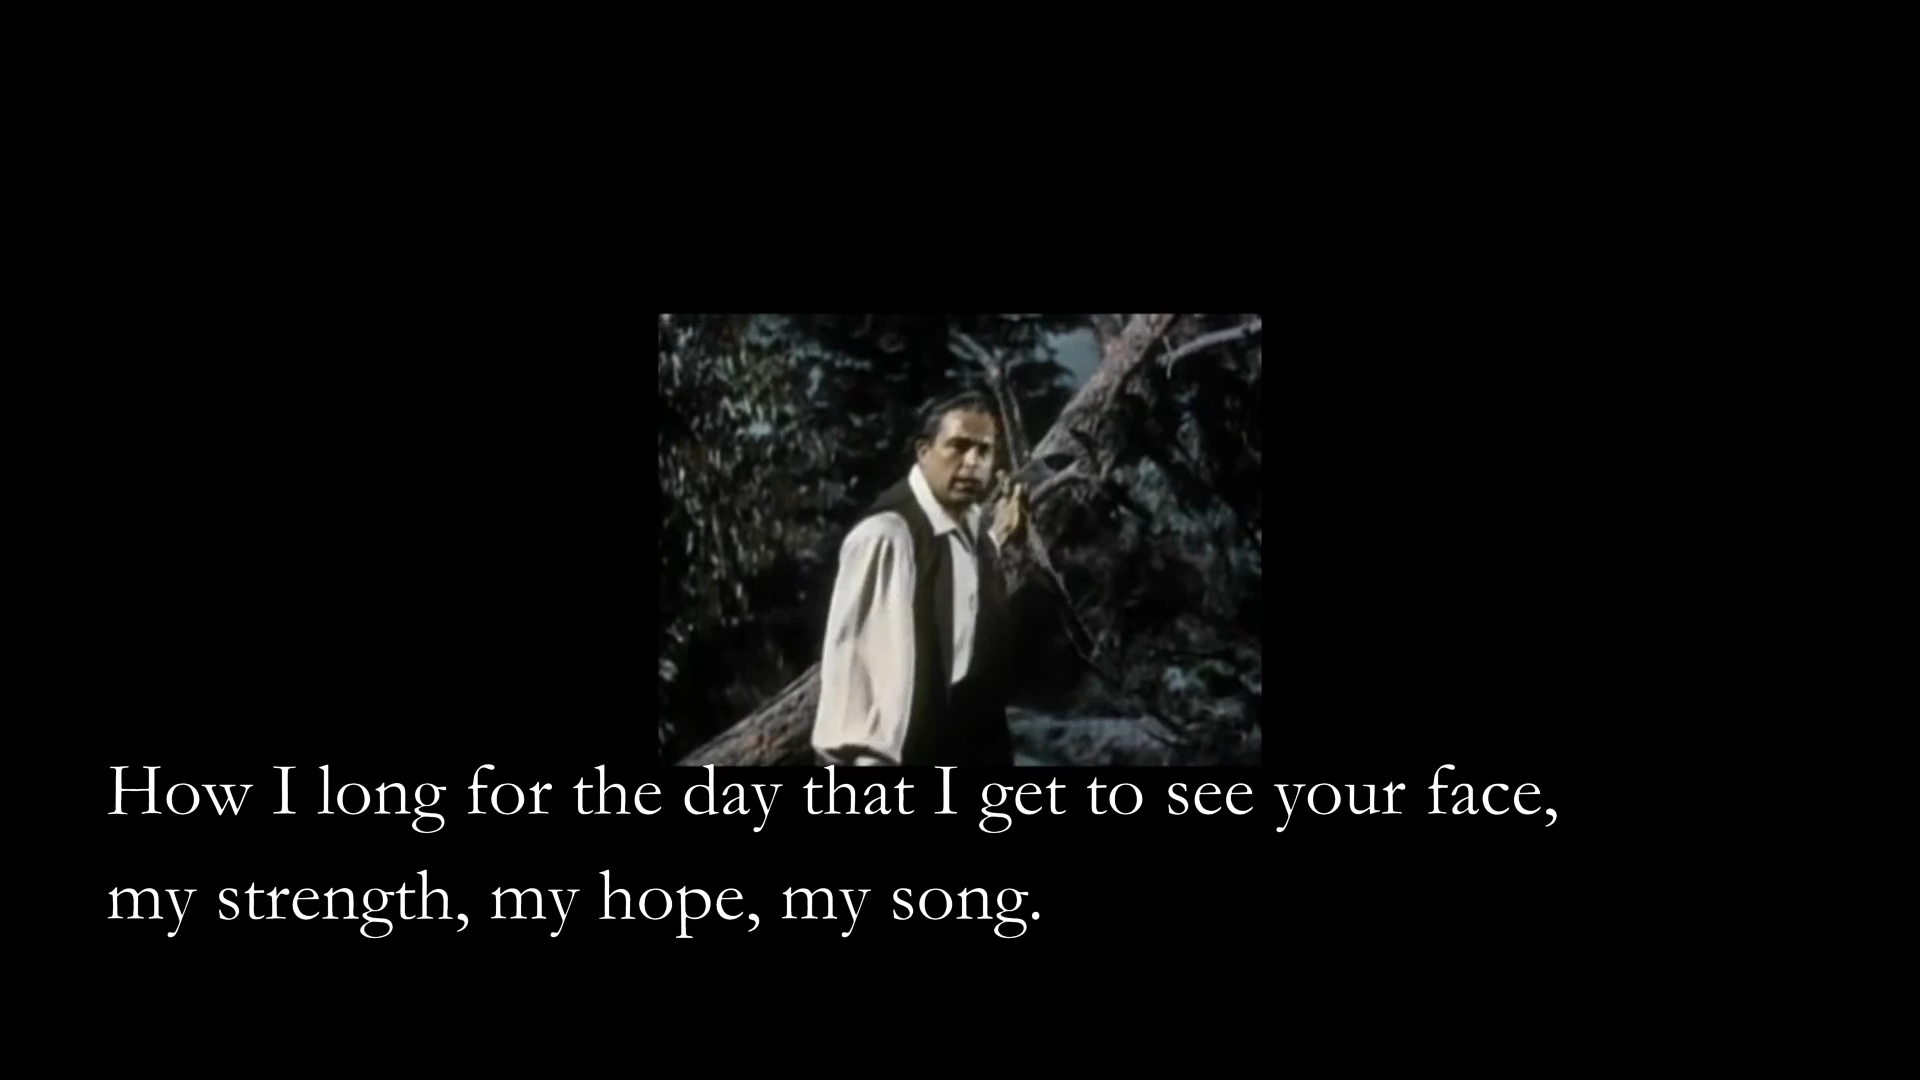 How I long for the day that I get to see your face,
my strength, my hope, my song.